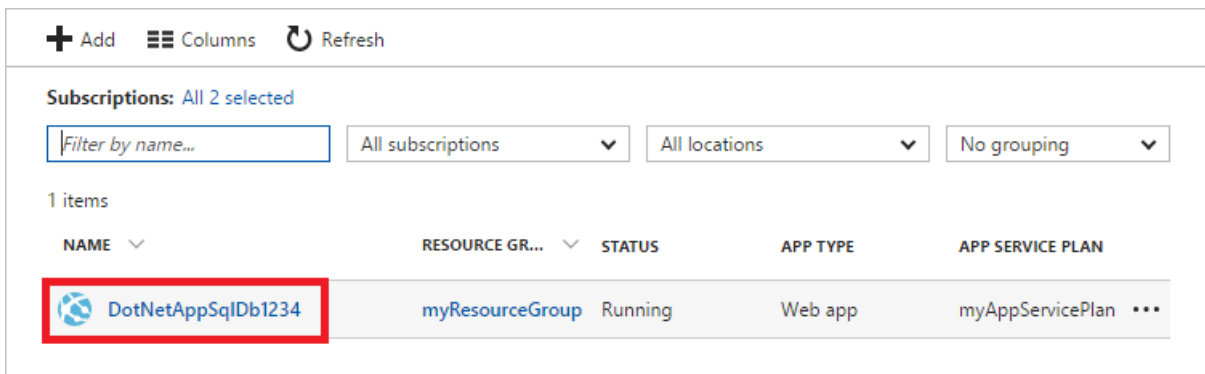 Add Columns Refresh
Subscriptions: All 2 selected
Filter by name... All subscriptions All locations No grouping
1 items
NAME RESOURCE GR... STATUS APP TYPE APP SERVICE PLAN
DotNetAppSqlDb1234 myResourceGroup Running Web app myAppServicePlan